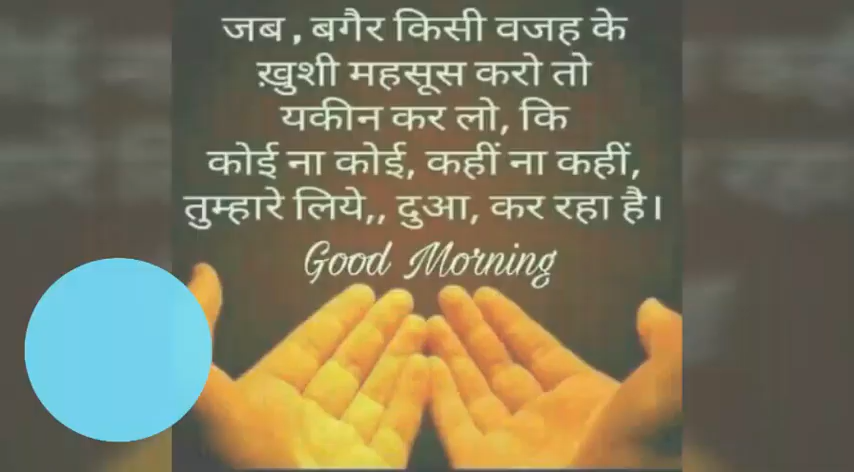 जब , बगैर किसी वजह के
ख़ुशी महसूस करो तो
यकीन कर लो, कि
कोई ना कोई, कहीं ना कहीं,
तुम्हारे लिये,, दुआ, कर रहा है।
Good Morning